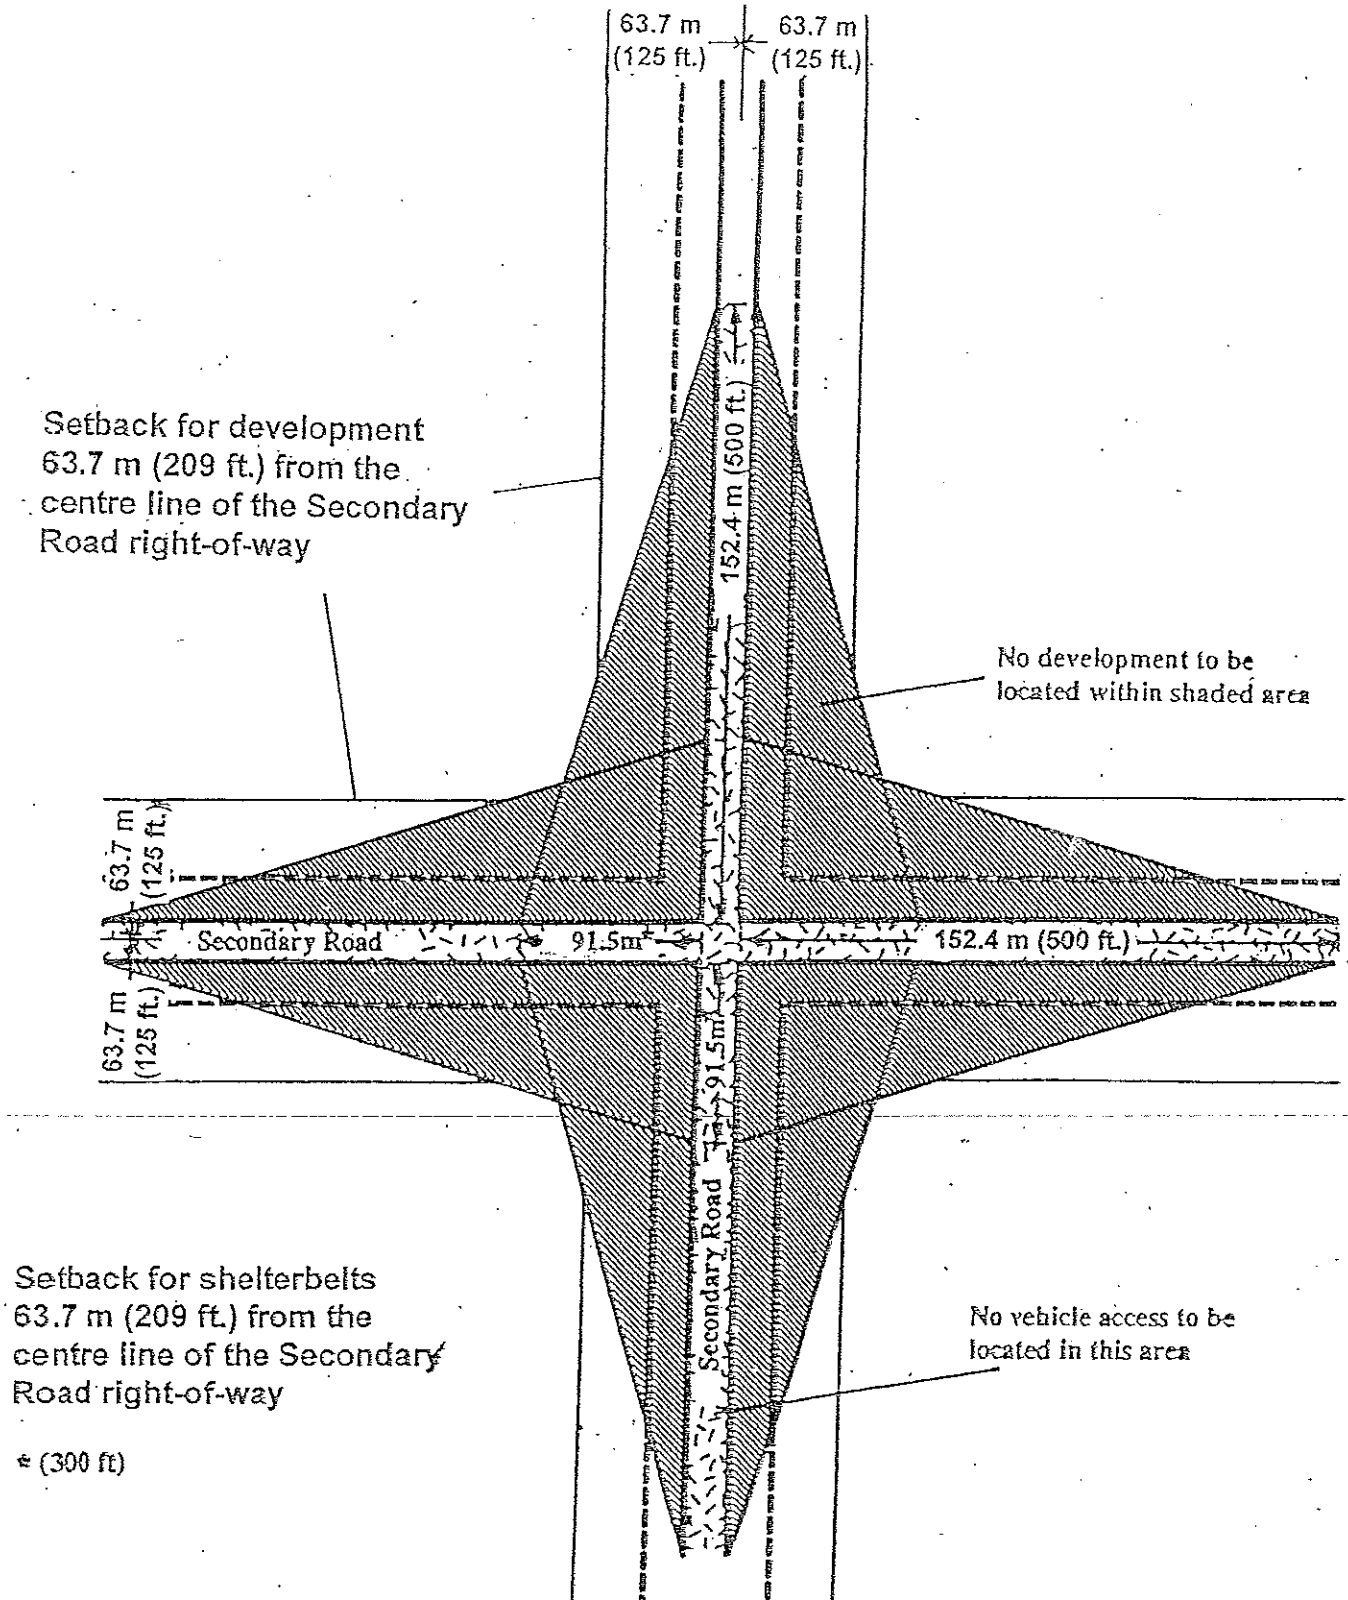 63.7 m
(125 ft.)
63.7 m
(125 ft.)
152.4 m (500 ft.)
Setback for development
63.7 m (209 ft.) from the
centre line of the Secondary
Road right-of-way
No development to be
located within shaded area
63.7 m
(125 ft.)
Secondary Road
91.5m*
152.4 m (500 ft.)
63.7 m
(125 ft.)
91.5m*
Secondary Road
Setback for shelterbelts
63.7 m (209 ft.) from the
centre line of the Secondary
Road right-of-way
No vehicle access to be
located in this area
* (300 ft)